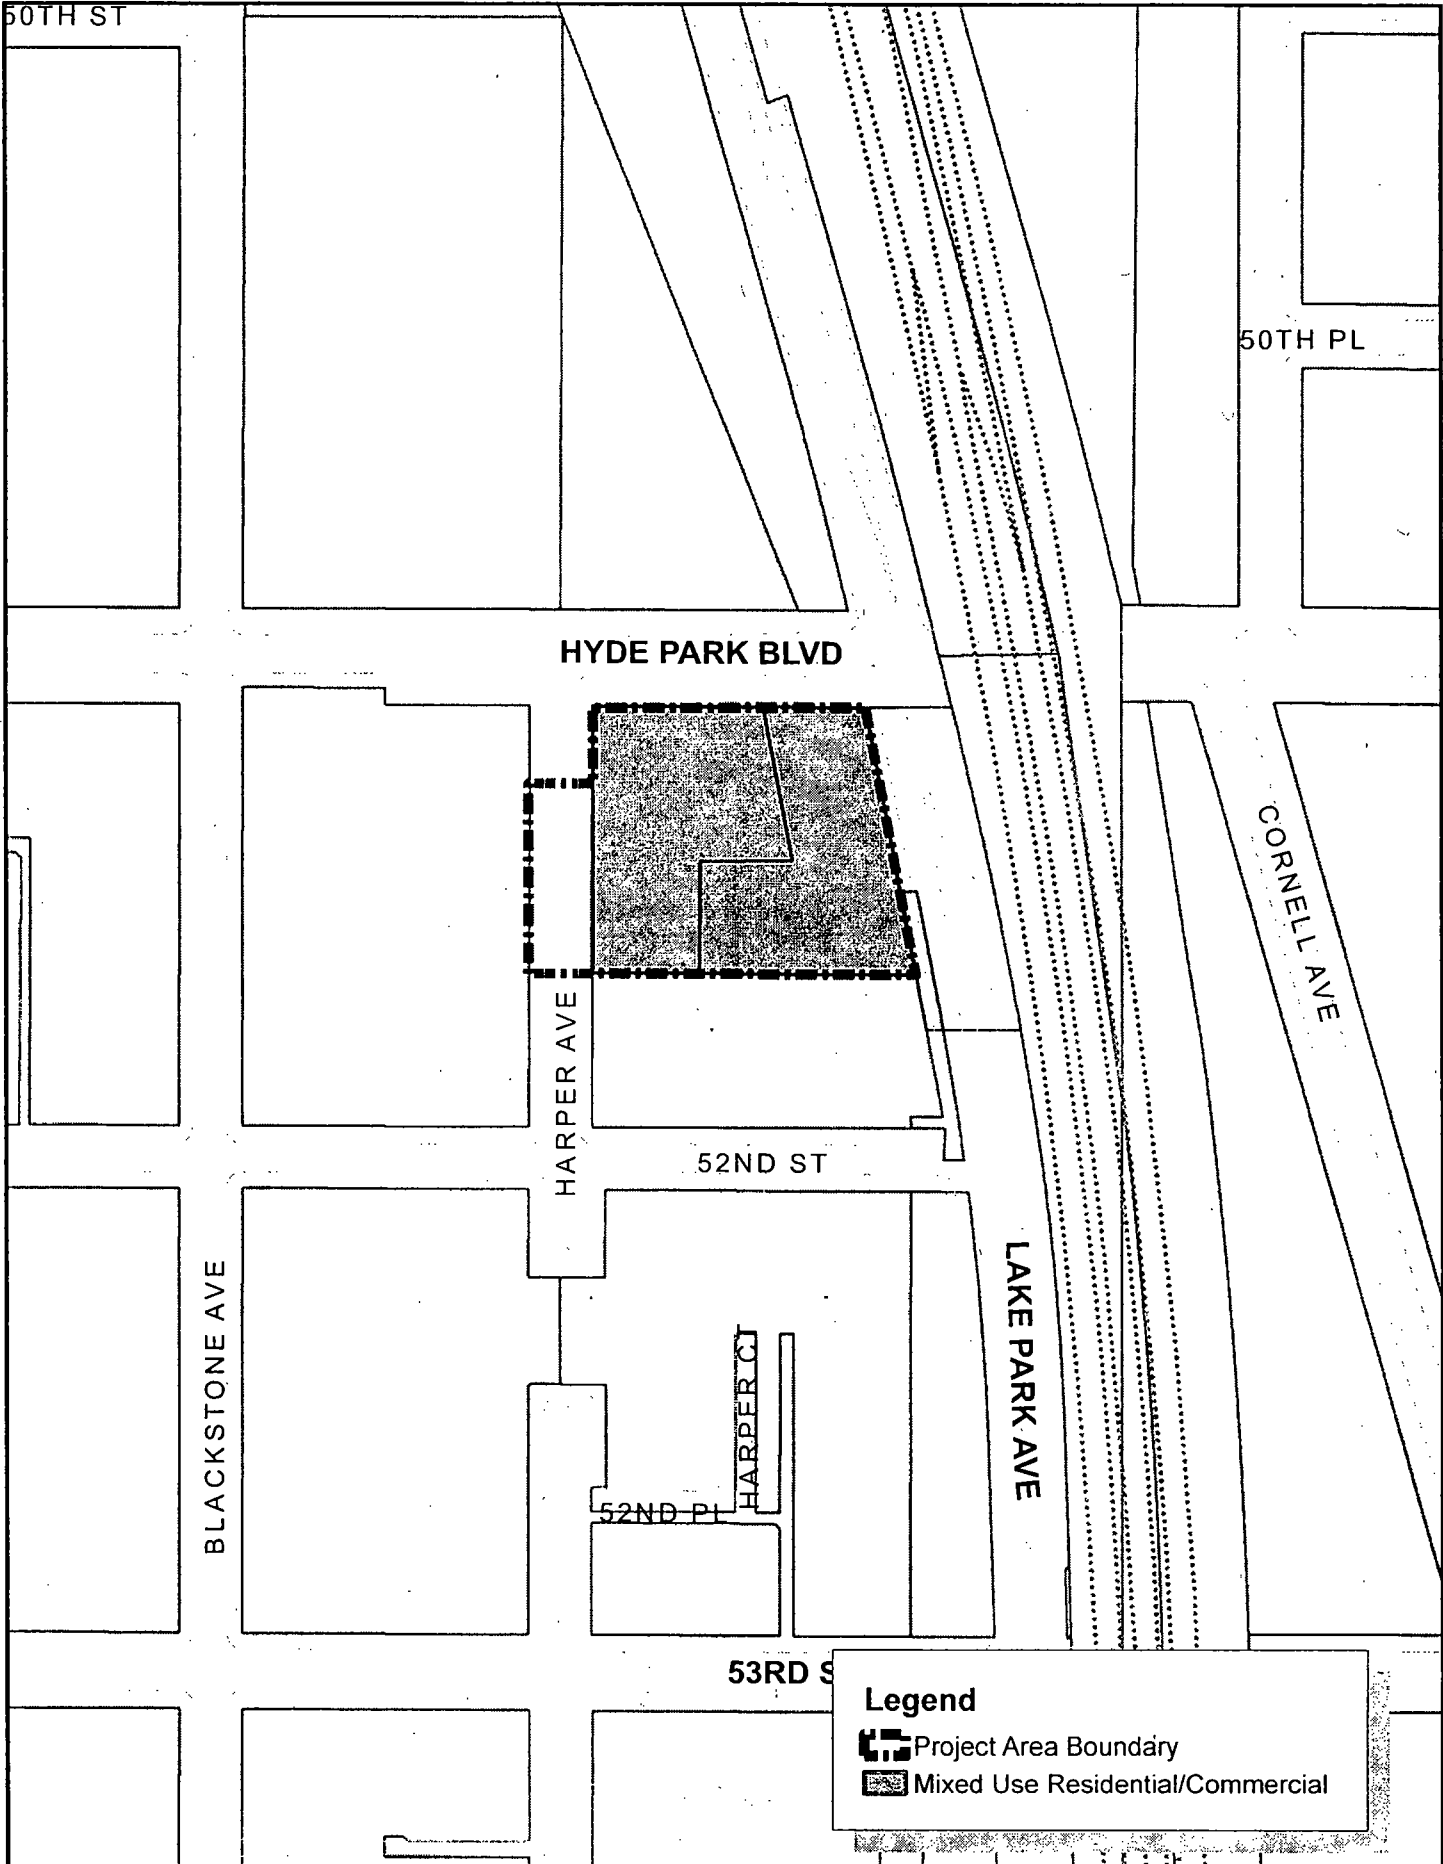 50TH ST
50TH PL
HYDE PARK BLVD
CORNELL AVE
HARPER AVE
52ND ST
LAKE PARK AVE
BLACKSTONE AVE
HARPER CT
52ND PL
53RD S
Legend
Project Area Boundary
Mixed Use Residential/Commercial